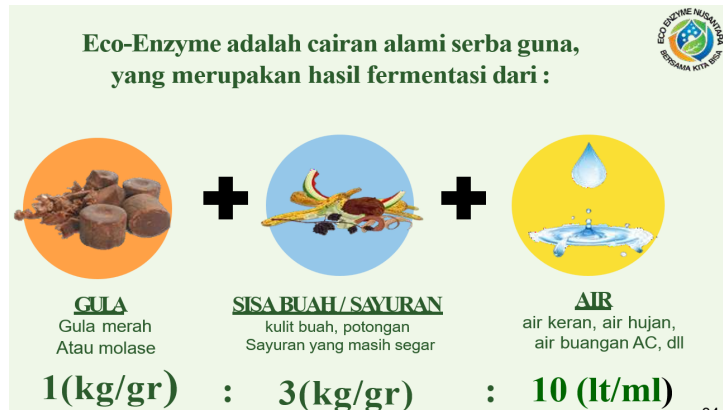 Eco-Enzyme adalah cairan alami serba guna,
yang merupakan hasil fermentasi dari :
ECO ENZYME NUSANTARA
BERSAMA KITA BISA
GULA
Gula merah
Atau molase
SISA BUAH / SAYURAN
kulit buah, potongan
Sayuran yang masih segar
AIR
air keran, air hujan,
air buangan AC, dll
1(kg/gr) : 3(kg/gr) : 10 (lt/ml)